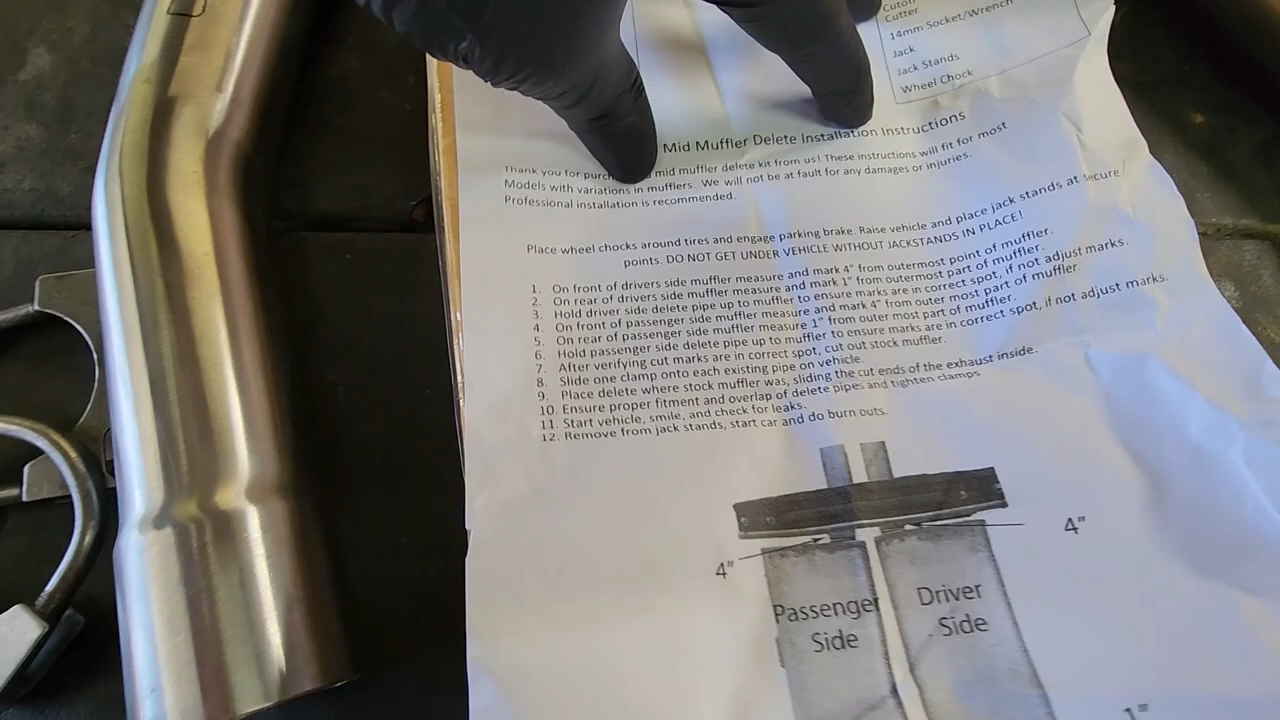 Cutter
14mm Socket/Wrench
Jack
Jack Stands
Wheel Chock
Mid Muffler Delete Installation Instructions
Thank you for mid muffler delete kit from us! These instructions will fit for most
Models with variations in mufflers. We will not be at fault for any damages or injuries.
Professional installation is recommended.
Place wheel chocks around tires and engage parking brake. Raise vehicle and place jack stands at secure
points. DO NOT GET UNDER VEHICLE WITHOUT JACKSTANDS IN PLACE!
1. On front of drivers side muffler measure and mark 4" from outermost point of muffler.
2. On rear of drivers side muffler measure and mark 1" from outermost part of muffler.
3. Hold driver side delete pipe up to muffler to ensure marks are in correct spot, if not adjust marks.
4. On front of passenger side muffler measure and mark 4" from outer most part of muffler.
5. On rear of passenger side muffler measure 1" from outer most part of muffler.
6. Hold passenger side delete pipe up to muffler to ensure marks are in correct spot, if not adjust marks.
7. After verifying cut marks are in correct spot, cut out stock muffler.
8. Slide one clamp onto each existing pipe on vehicle.
9. Place delete where stock muffler was, sliding the cut ends of the exhaust inside.
10. Ensure proper fitment and overlap of delete pipes and tighten clamps
11. Start vehicle, smile, and check for leaks.
12. Remove from jack stands, start car and do burn outs.
4"
4"
Passenger
Side
Driver
Side
1"